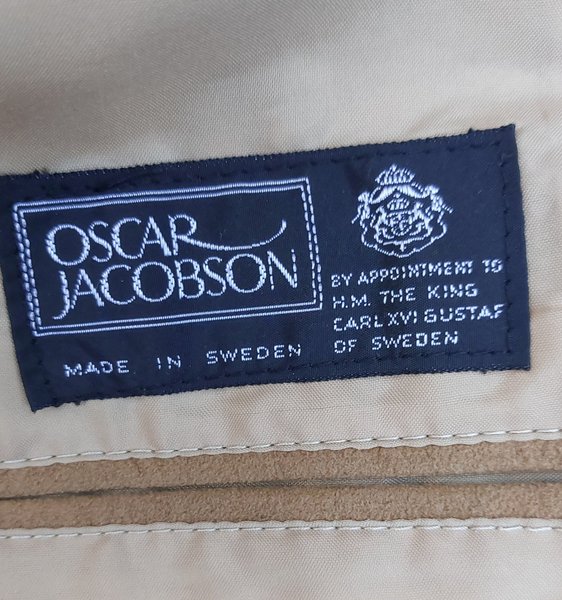 OSCAR
JACOBSON
MADE IN SWEDEN
BY APPOINTMENT TO
H.M. THE KING
CARL XVI GUSTAF
OF SWEDEN